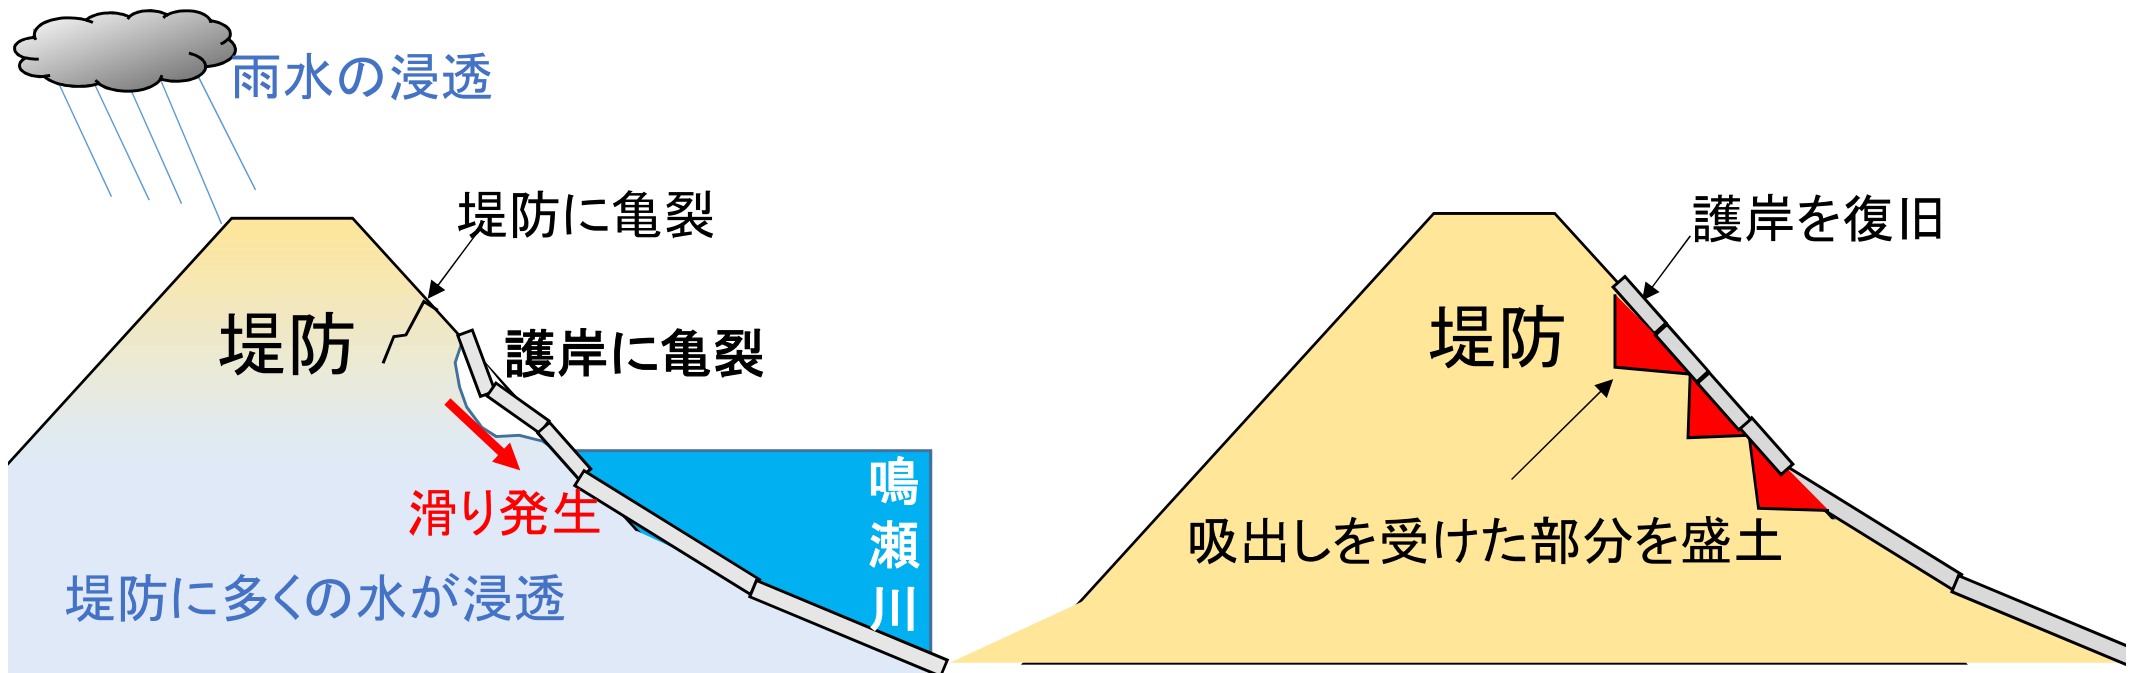 雨水の浸透
堤防に亀裂
堤防
護岸に亀裂
滑り発生
堤防に多くの水が浸透
鳴瀬川
護岸を復旧
堤防
吸出しを受けた部分を盛土